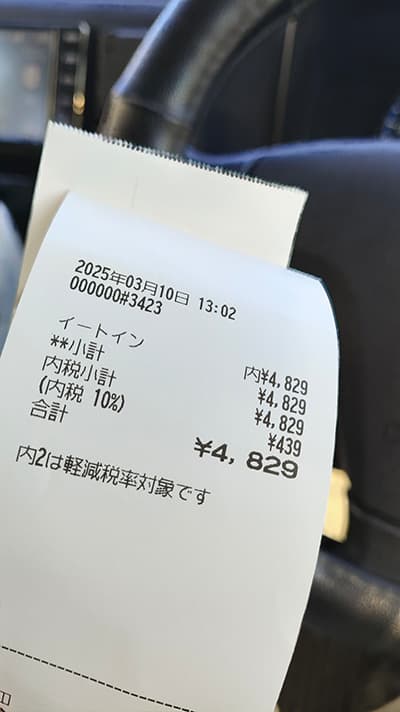 2025年03月10日 13:02
000000#3423
イートイン 内¥4,829
**小計 ¥4,829
内税小計 ¥4,829
(内税 10%) ¥439
合計 ¥4,829
内2は軽減税率対象です